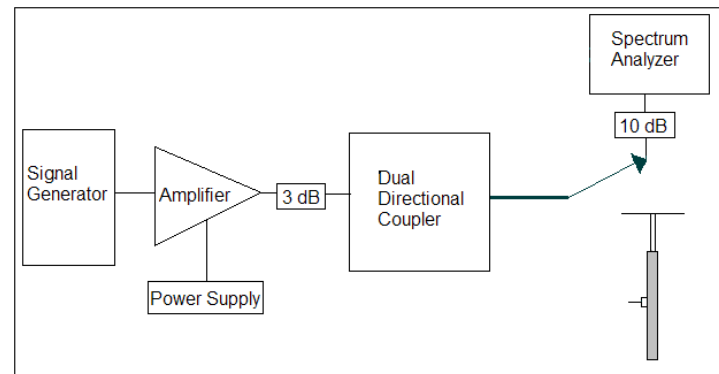 Spectrum
Analyzer
10 dB
Signal
Generator
Amplifier
3 dB
Dual
Directional
Coupler
Power Supply